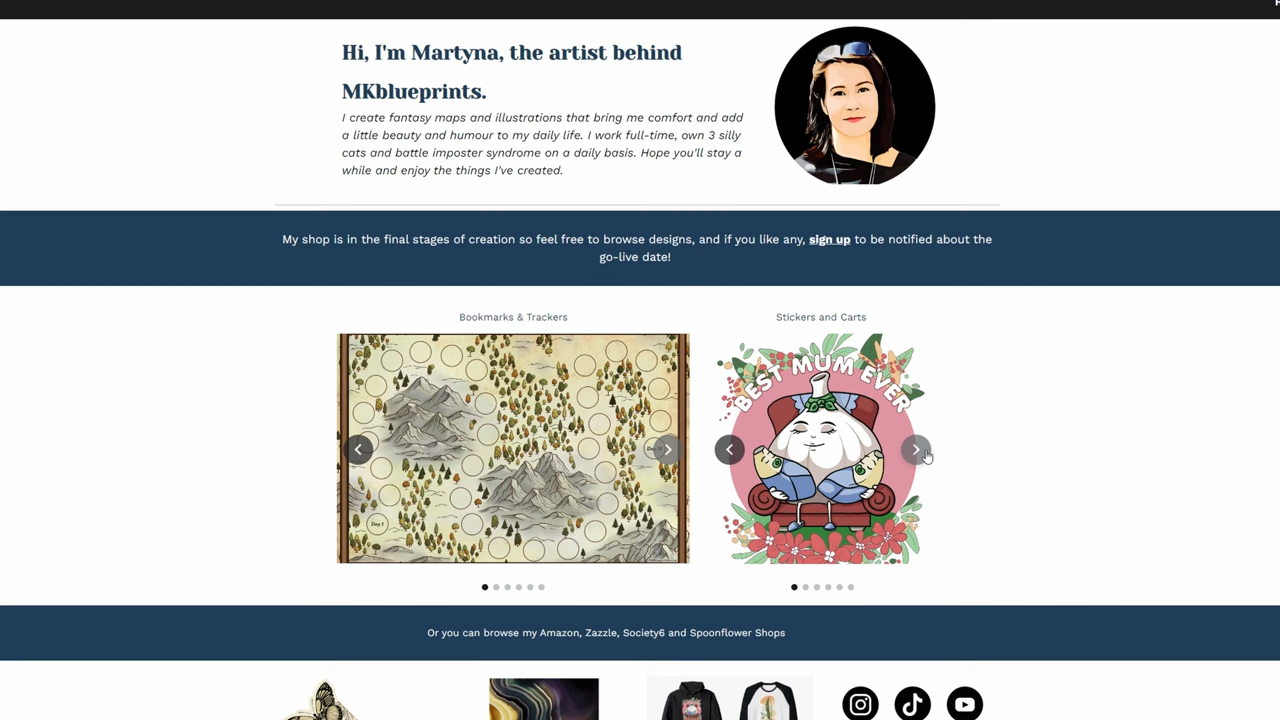 Hi, I'm Martyna, the artist behind
MKblueprints.
I create fantasy maps and illustrations that bring me comfort and add
a little beauty and humour to my daily life. I work full-time, own 3 silly
cats and battle imposter syndrome on a daily basis. Hope you'll stay a
while and enjoy the things I've created.
My shop is in the final stages of creation so feel free to browse designs, and if you like any, sign up to be notified about the
go-live date!
Bookmarks & Trackers
Stickers and Carts
BEST MUM EVER
Day 1
Or you can browse my Amazon, Zazzle, Society6 and Spoonflower Shops